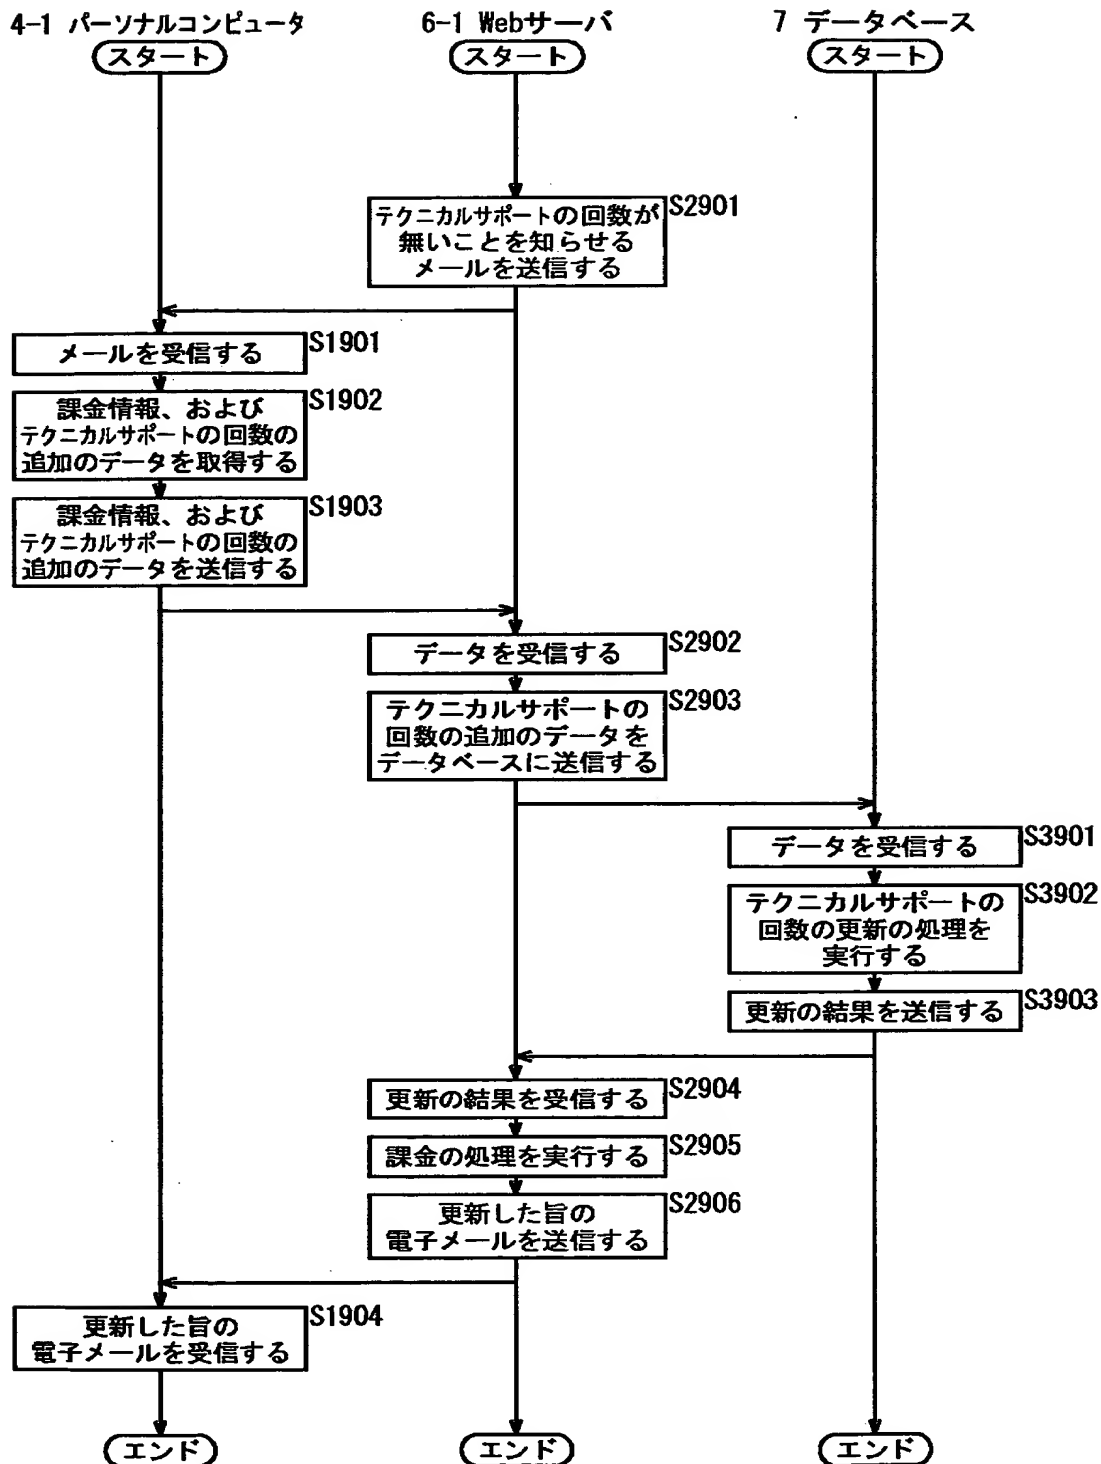 4-1 パーソナルコンピュータ
6-1 Webサーバ
7 データベース
スタート
スタート
スタート
S2901
テクニカルサポートの回数が
無いことを知らせる
メールを送信する
S1901
メールを受信する
S1902
課金情報、および
テクニカルサポートの回数の
追加のデータを取得する
S1903
課金情報、および
テクニカルサポートの回数の
追加のデータを送信する
S2902
データを受信する
S2903
テクニカルサポートの
回数の追加のデータを
データベースに送信する
S3901
データを受信する
S3902
テクニカルサポートの
回数の更新の処理を
実行する
S3903
更新の結果を送信する
S2904
更新の結果を受信する
S2905
課金の処理を実行する
S2906
更新した旨の
電子メールを送信する
S1904
更新した旨の
電子メールを受信する
エンド
エンド
エンド